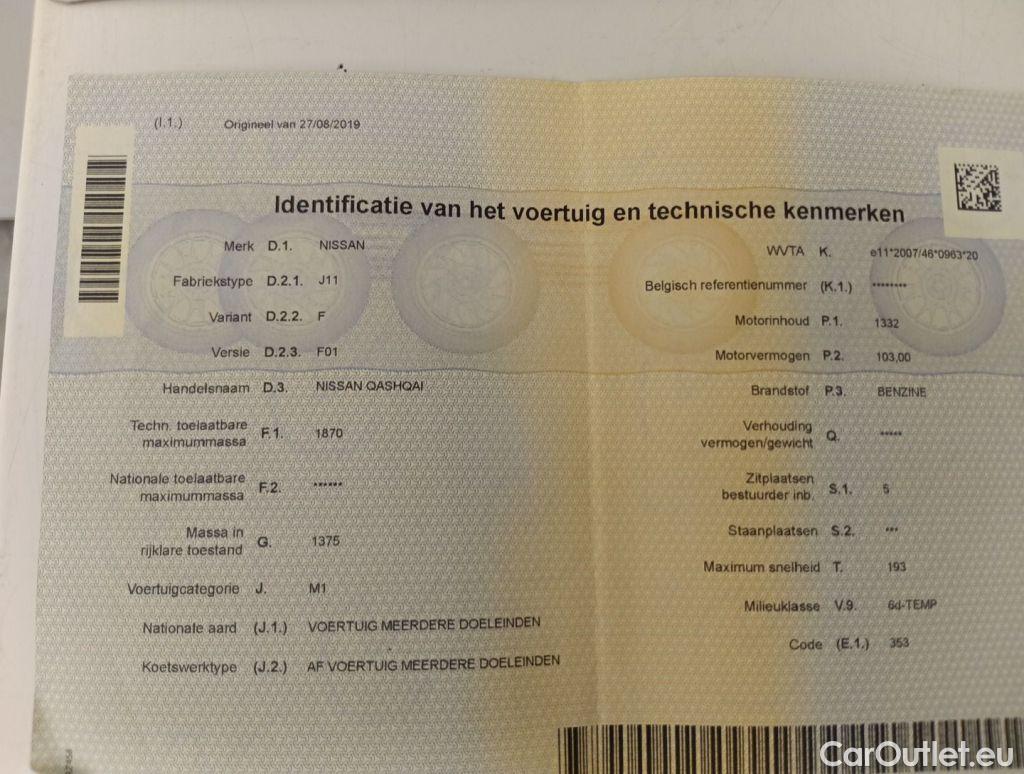 (I.1.) Origineel van 27/08/2019
Identificatie van het voertuig en technische kenmerken
Merk D.1. NISSAN
Fabriekstype D.2.1. J11
Variant D.2.2. F
Versie D.2.3. F01
Handelsnaam D.3. NISSAN QASHQAI
Techn. toelaatbare
maximummassa F.1. 1870
Nationale toelaatbare
maximummassa F.2. ******
Massa in
rijklare toestand G. 1375
Voertuigcategorie J. M1
Nationale aard (J.1.) VOERTUIG MEERDERE DOELEINDEN
Koetswerktype (J.2.) AF VOERTUIG MEERDERE DOELEINDEN
WVTA K. e11*2007/46*0963*20
Belgisch referentienummer (K.1.) ********
Motorinhoud P.1. 1332
Motorvermogen P.2. 103,00
Brandstof P.3. BENZINE
Verhouding
vermogen/gewicht Q. *****
Zitplaatsen
bestuurder inb. S.1. 5
Staanplaatsen S.2. ***
Maximum snelheid T. 193
Milieuklasse V.9. 6d-TEMP
Code (E.1.) 353
CarOutlet.eu